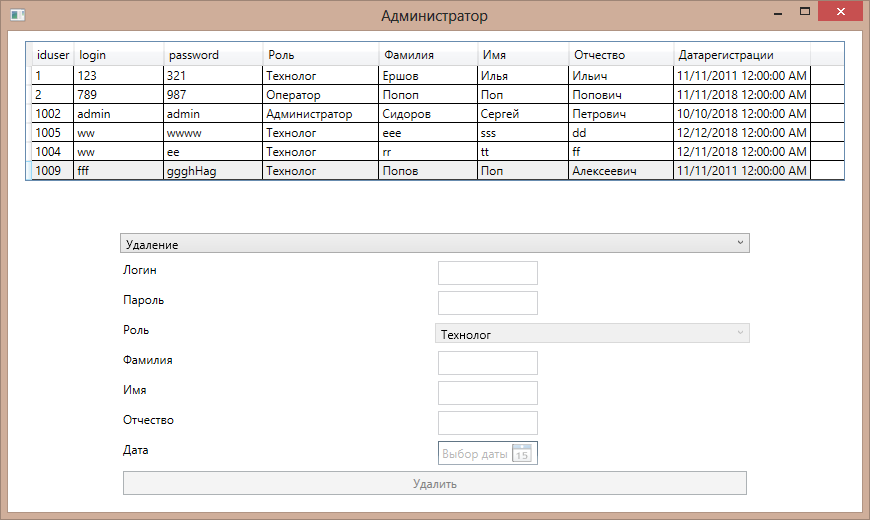 Администратор
iduser login password Роль Фамилия Имя Отчество Датарегистрации
1 123 321 Технолог Ершов Илья Ильич 11/11/2011 12:00:00 AM
2 789 987 Оператор Попоп Поп Попович 11/11/2018 12:00:00 AM
1002 admin admin Администратор Сидоров Сергей Петрович 10/10/2018 12:00:00 AM
1005 ww wwww Технолог eee sss dd 12/12/2018 12:00:00 AM
1004 ww ee Технолог rr tt ff 12/11/2018 12:00:00 AM
1009 fff ggghHag Технолог Попов Поп Алексеевич 11/11/2011 12:00:00 AM
Удаление
Логин
Пароль
Роль Технолог
Фамилия
Имя
Отчество
Дата Выбор даты 15
Удалить